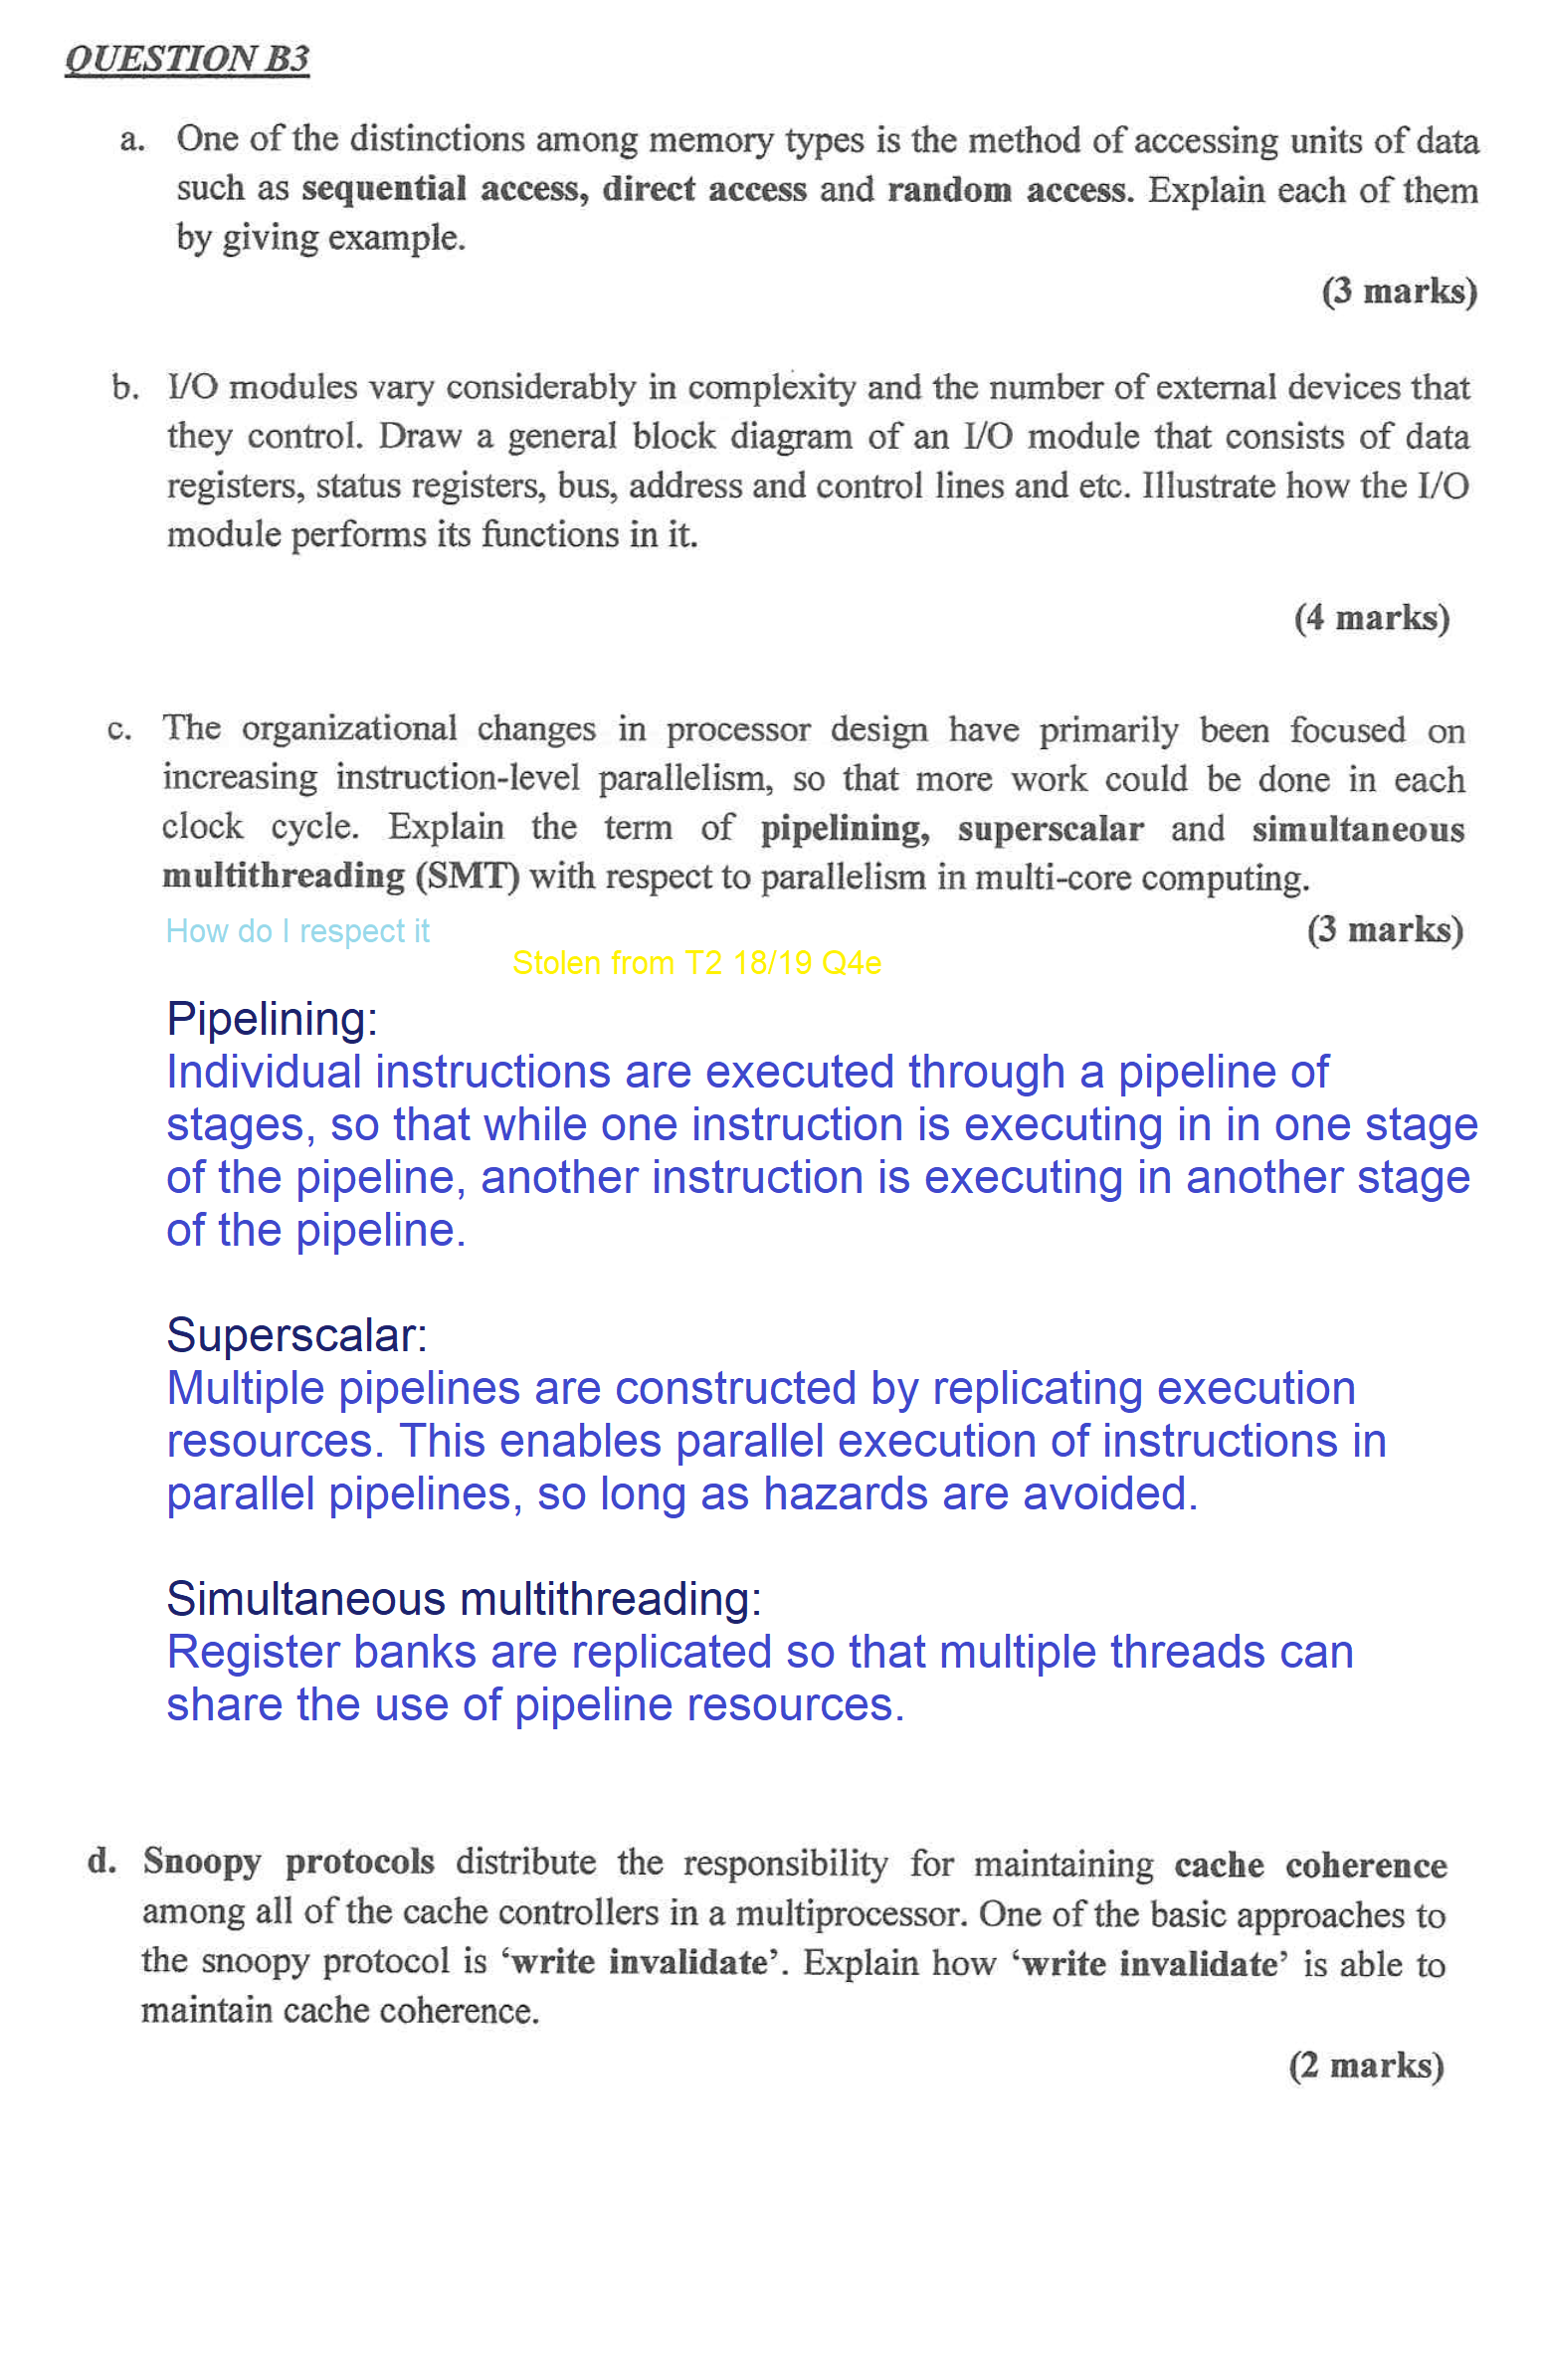 QUESTION B3
a. One of the distinctions among memory types is the method of accessing units of data
such as sequential access, direct access and random access. Explain each of them
by giving example.
(3 marks)
b. I/O modules vary considerably in complexity and the number of external devices that
they control. Draw a general block diagram of an I/O module that consists of data
registers, status registers, bus, address and control lines and etc. Illustrate how the I/O
module performs its functions in it.
(4 marks)
c. The organizational changes in processor design have primarily been focused on
increasing instruction-level parallelism, so that more work could be done in each
clock cycle. Explain the term of pipelining, superscalar and simultaneous
multithreading (SMT) with respect to parallelism in multi-core computing.
How do I respect it
(3 marks)
Stolen from T2 18/19 Q4e
Pipelining:
Individual instructions are executed through a pipeline of
stages, so that while one instruction is executing in in one stage
of the pipeline, another instruction is executing in another stage
of the pipeline.
Superscalar:
Multiple pipelines are constructed by replicating execution
resources. This enables parallel execution of instructions in
parallel pipelines, so long as hazards are avoided.
Simultaneous multithreading:
Register banks are replicated so that multiple threads can
share the use of pipeline resources.
d. Snoopy protocols distribute the responsibility for maintaining cache coherence
among all of the cache controllers in a multiprocessor. One of the basic approaches to
the snoopy protocol is ‘write invalidate’. Explain how ‘write invalidate’ is able to
maintain cache coherence.
(2 marks)